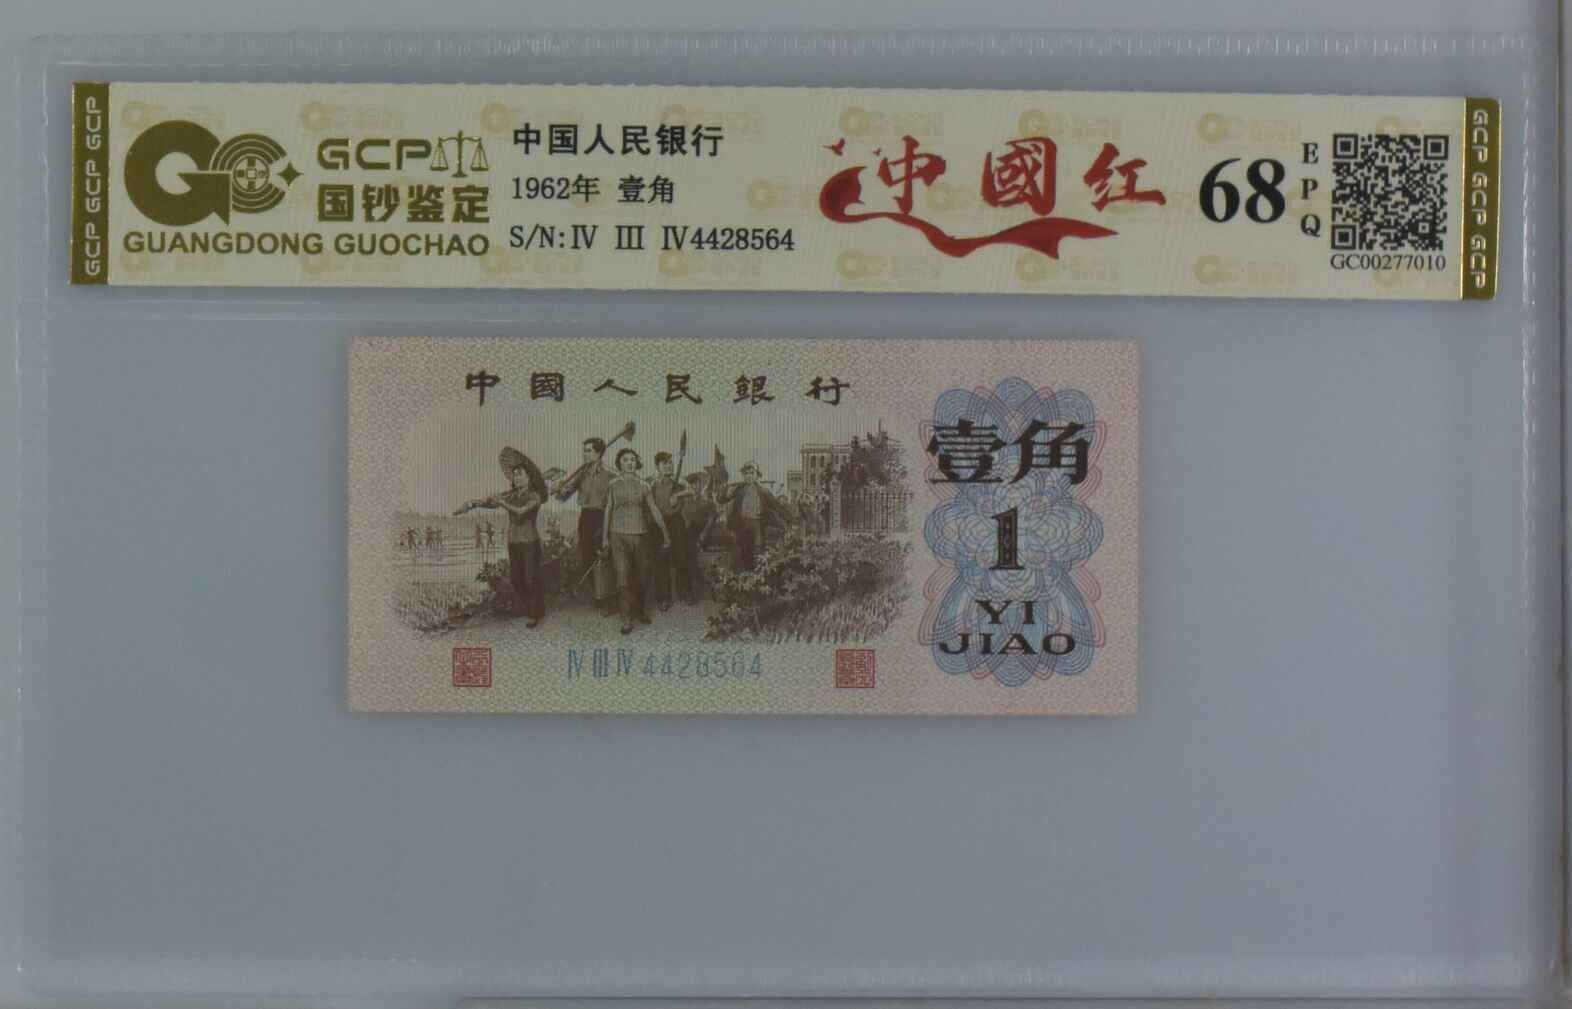 GCP GCP GCP
GCP
国钞鉴定
GUANGDONG GUOCHAO
中国人民银行
1962年 壹角
S/N:Ⅳ Ⅲ Ⅳ4428564
中國红
68
EPQ
GC00277010
GCP GCP GCP
中國人民銀行
壹角
1
YI
JIAO
Ⅳ Ⅲ Ⅳ 4428564